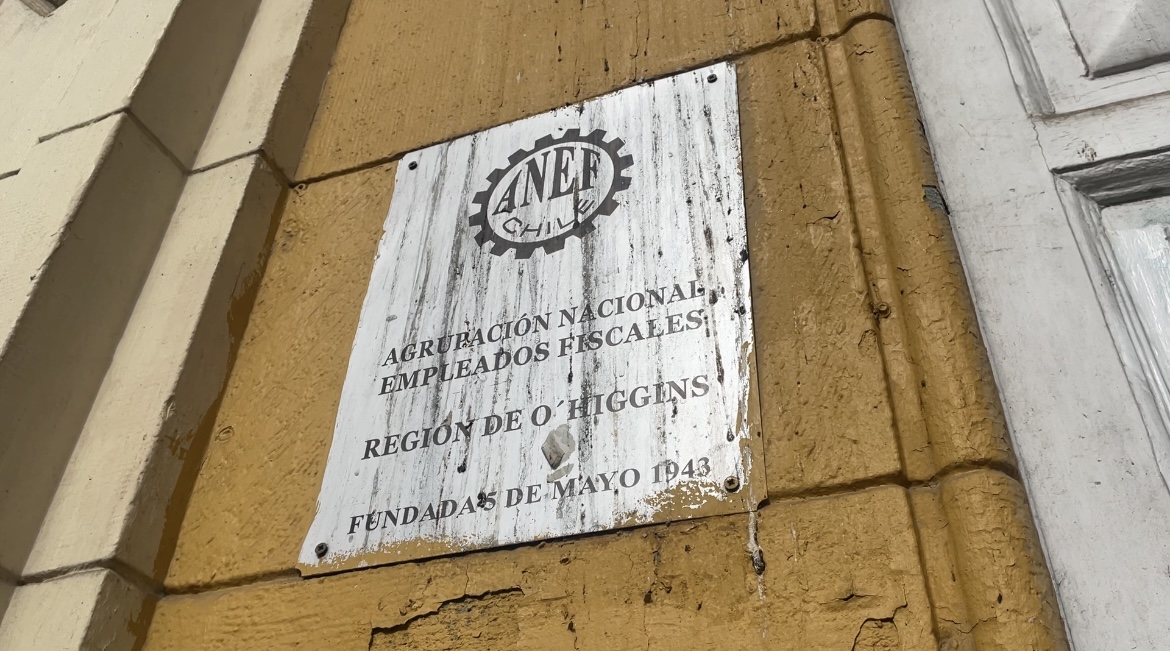 ANEF
CHILE
AGRUPACIÓN NACIONAL
EMPLEADOS FISCALES
REGIÓN DE O´HIGGINS
FUNDADA 5 DE MAYO 1943